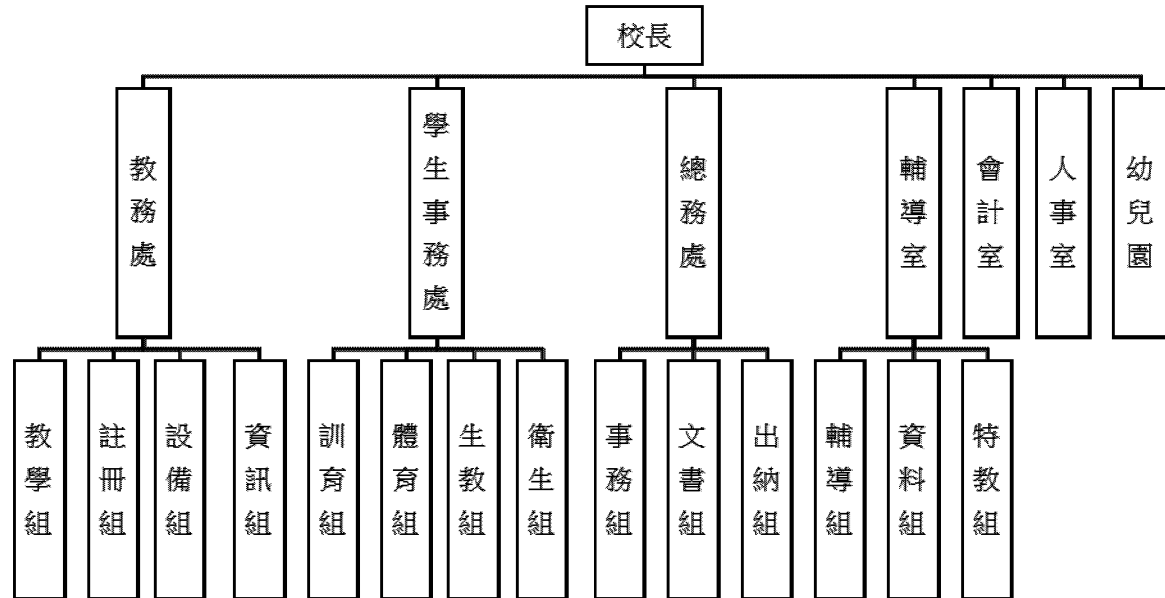 校長
教務處
學生事務處
總務處
輔導室
會計室
人事室
幼兒園
教學組
註冊組
設備組
資訊組
訓育組
體育組
生教組
衛生組
事務組
文書組
出納組
輔導組
資料組
特教組